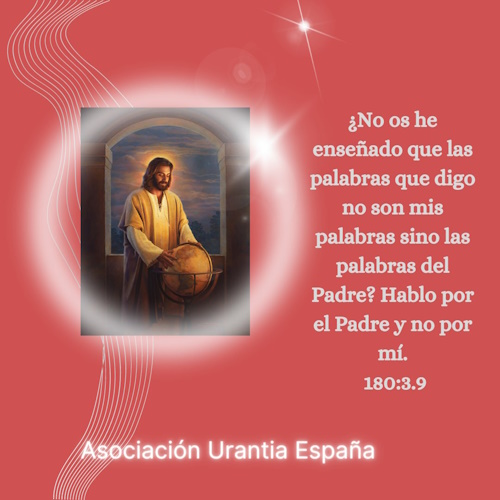 ¿No os he
enseñado que las
palabras que digo
no son mis
palabras sino las
palabras del
Padre? Hablo por
el Padre y no por
mí.
180:3.9
Asociación Urantia España